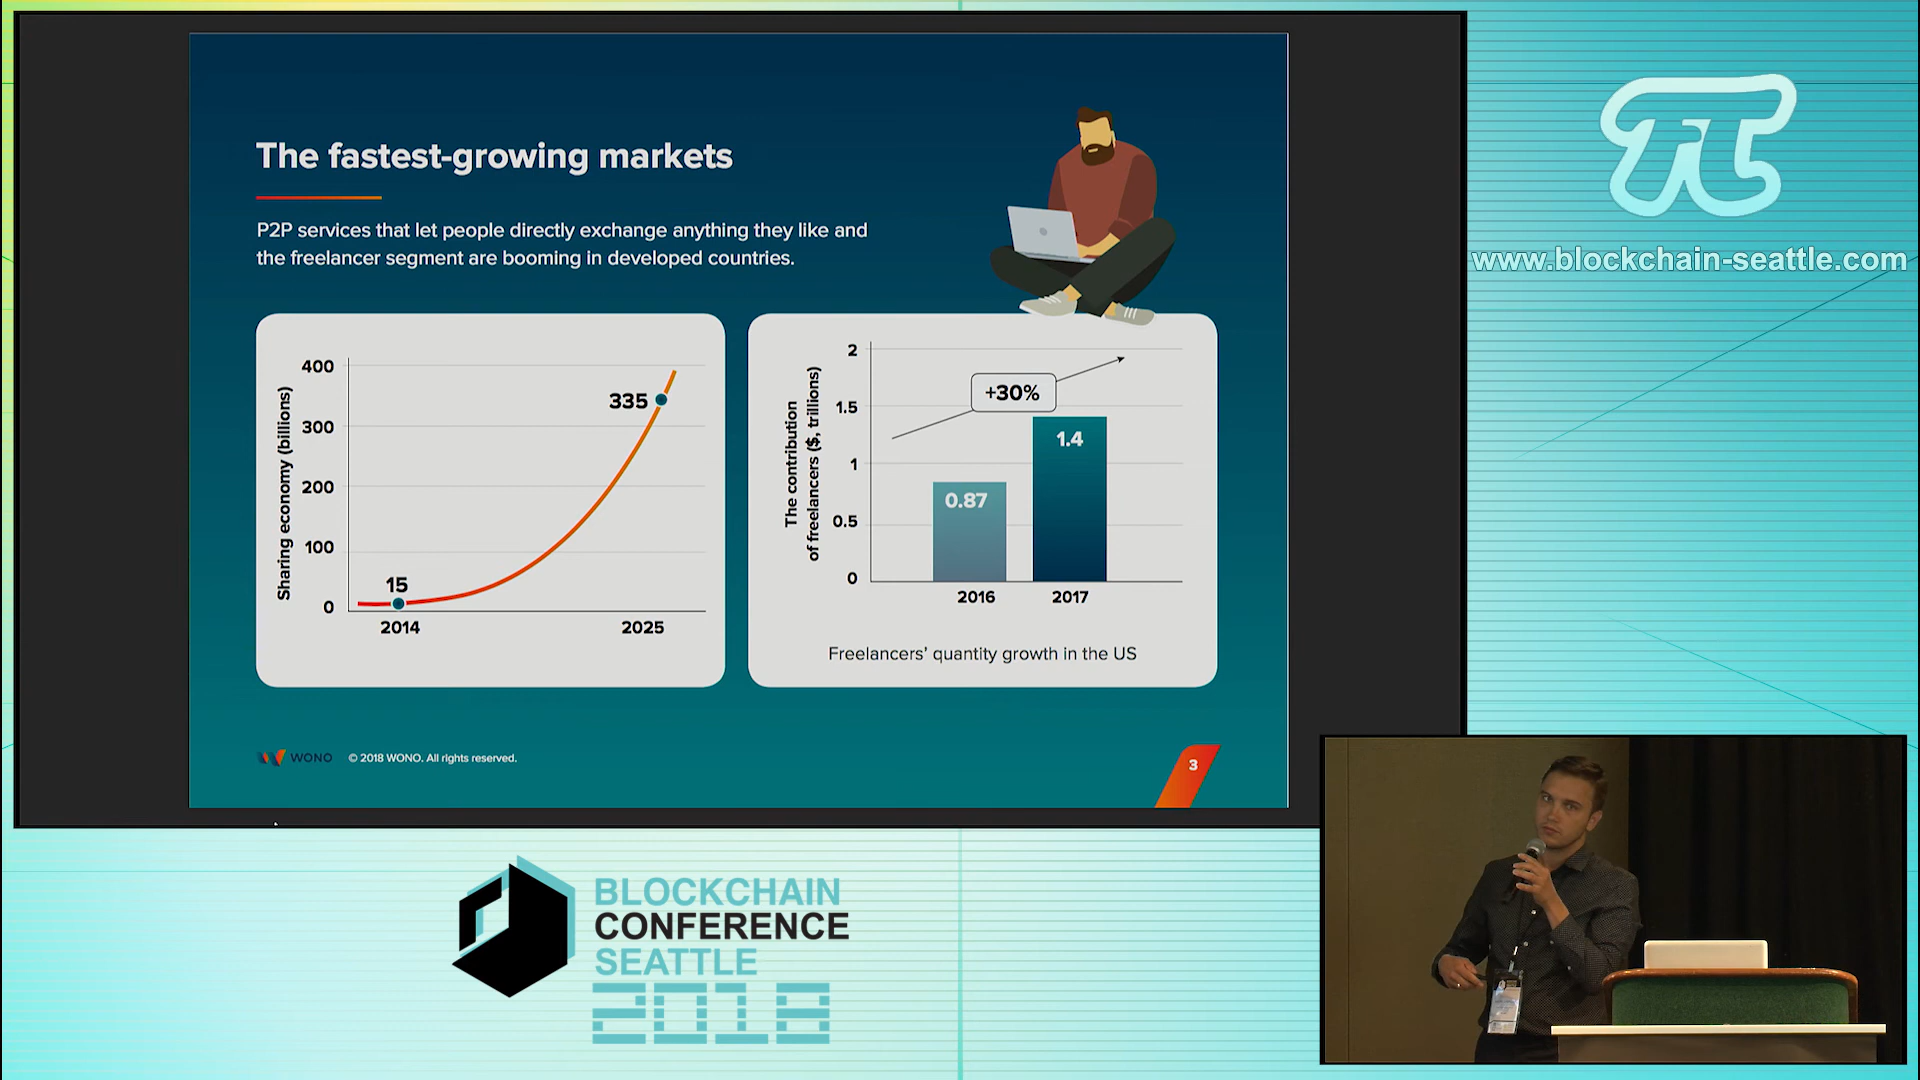 The fastest-growing markets
P2P services that let people directly exchange anything they like and
the freelancer segment are booming in developed countries.
Sharing economy (billions)
400
300
200
100
0
15
335
2014
2025
The contribution
of freelancers ($, trillions)
2
1.5
1
0.5
0
+30%
0.87
1.4
2016
2017
Freelancers’ quantity growth in the US
WONO
© 2018 WONO. All rights reserved.
3
www.blockchain-seattle.com
BLOCKCHAIN
CONFERENCE
SEATTLE
2018